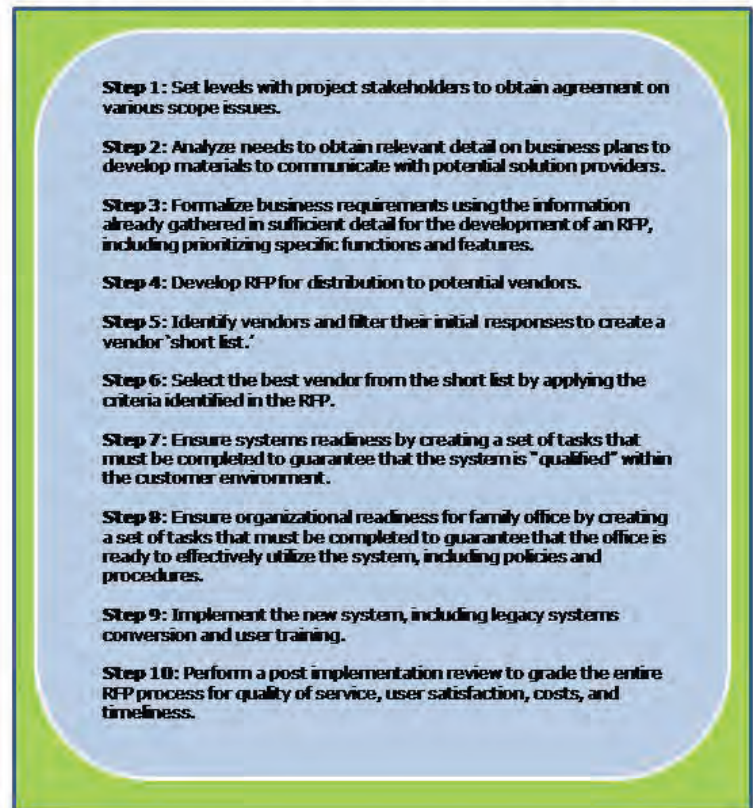 Step 1: Set levels with project stakeholders to obtain agreement on
various scope issues.
Step 2: Analyze needs to obtain relevant detail on business plans to
develop materials to communicate with potential solution providers.
Step 3: Formalize business requirements using the information
already gathered in sufficient detail for the development of an RFP,
including prioritizing specific functions and features.
Step 4: Develop RFP for distribution to potential vendors.
Step 5: Identify vendors and filter their initial responses to create a
vendor ‘short list.’
Step 6: Select the best vendor from the short list by applying the
criteria identified in the RFP.
Step 7: Ensure systems readiness by creating a set of tasks that
must be completed to guarantee that the system is "qualified" within
the customer environment.
Step 8: Ensure organizational readiness for family office by creating
a set of tasks that must be completed to guarantee that the office is
ready to effectively utilize the system, including policies and
procedures.
Step 9: Implement the new system, including legacy systems
conversion and user training.
Step 10: Perform a post implementation review to grade the entire
RFP process for quality of service, user satisfaction, costs, and
timeliness.